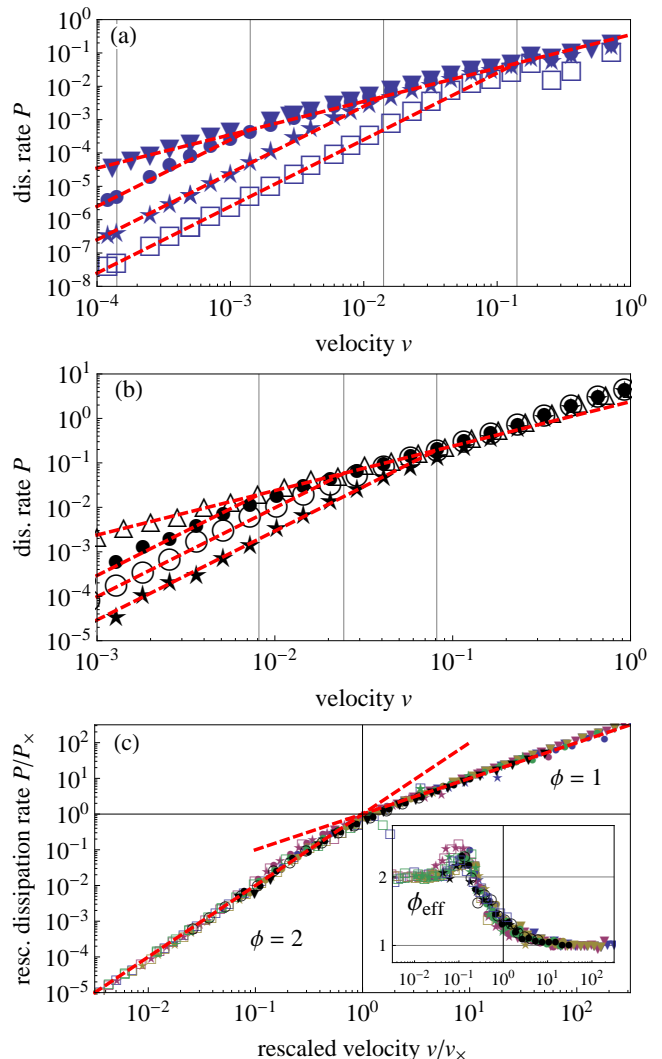 (a)
dis. rate P
10^0
10^-1
10^-2
10^-3
10^-4
10^-5
10^-6
10^-7
10^-8
10^-4 10^-3 10^-2 10^-1 10^0
velocity v
(b)
dis. rate P
10^1
10^0
10^-1
10^-2
10^-3
10^-4
10^-5
10^-3 10^-2 10^-1 10^0
velocity v
(c)
resc. dissipation rate P/P×
10^2
10^1
10^0
10^-1
10^-2
10^-3
10^-4
10^-5
ϕ = 1
ϕ = 2
2
ϕeff
1
10^-2 10^-1 10^0 10^1 10^2
10^-2 10^-1 10^0 10^1 10^2
rescaled velocity v/v×